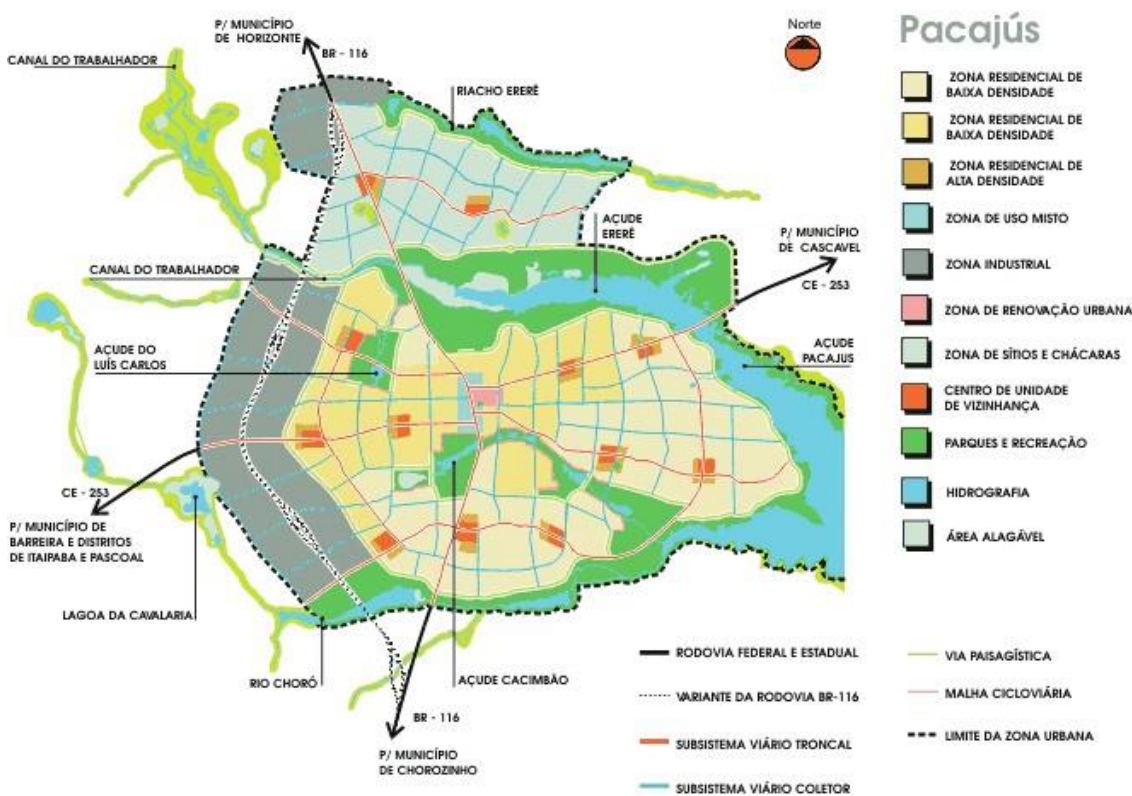 P/ MUNICÍPIO
DE HORIZONTE
BR - 116
CANAL DO TRABALHADOR
RIACHO ERERÊ
Norte
AÇUDE
ERERÊ
P/ MUNICÍPIO
DE CASCAVEL
CE - 253
CANAL DO TRABALHADOR
AÇUDE DO
LUÍS CARLOS
AÇUDE
PACAJUS
CE - 253
P/ MUNICÍPIO DE
BARREIRA E DISTRITOS
DE ITAIPABA E PASCOAL
LAGOA DA CAVALARIA
RIO CHORÓ
AÇUDE CACIMBÃO
BR - 116
P/ MUNICÍPIO
DE CHOROZINHO
Pacajús
ZONA RESIDENCIAL DE
BAIXA DENSIDADE
ZONA RESIDENCIAL DE
BAIXA DENSIDADE
ZONA RESIDENCIAL DE
ALTA DENSIDADE
ZONA DE USO MISTO
ZONA INDUSTRIAL
ZONA DE RENOVAÇÃO URBANA
ZONA DE SÍTIOS E CHÁCARAS
CENTRO DE UNIDADE
DE VIZINHANÇA
PARQUES E RECREAÇÃO
HIDROGRAFIA
ÁREA ALAGÁVEL
RODOVIA FEDERAL E ESTADUAL
VARIANTE DA RODOVIA BR-116
SUBSISTEMA VIÁRIO TRONCAL
SUBSISTEMA VIÁRIO COLETOR
VIA PAISAGÍSTICA
MALHA CICLOVIÁRIA
LIMITE DA ZONA URBANA